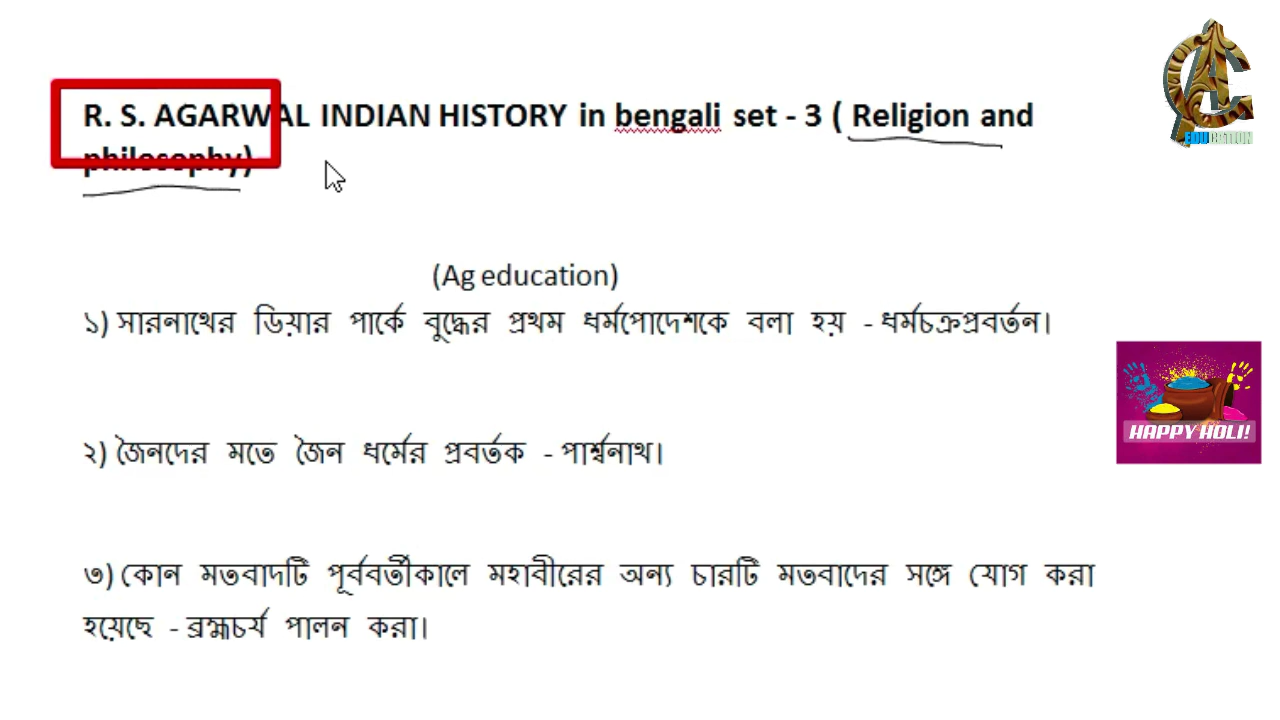 R. S. AGARWAL INDIAN HISTORY in bengali set - 3 ( Religion and
philosophy)
(Ag education)
১) সারনাথের ডিয়ার পার্কে বুদ্ধের প্রথম ধর্মপোদেশকে বলা হয় - ধর্মচক্রপ্রবর্তন।
২) জৈনদের মতে জৈন ধর্মের প্রবর্তক - পার্শ্বনাথ।
৩) কোন মতবাদটি পূর্ববর্তীকালে মহাবীরের অন্য চারটি মতবাদের সঙ্গে যোগ করা
হয়েছে - ব্রহ্মচর্য পালন করা।
EDUCATION
HAPPY HOLI!